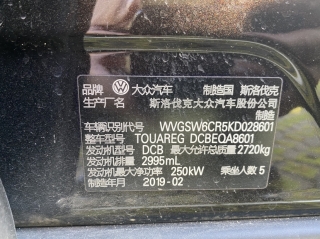 品牌 大众汽车 制造国 斯洛伐克
生产厂名 斯洛伐克大众汽车股份公司 制造
车辆识别代号 WVGSW6CR5KD028601
整车型号 TOUAREG DCBEQA8601
发动机型号 DCB 最大允许总质量 2720kg
发动机排量 2995mL
发动机最大净功率 250kW 乘坐人数 5
制造年月 2019-02